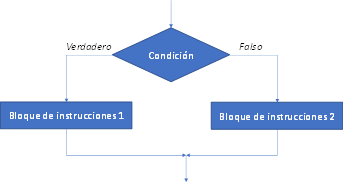 Verdadero
Falso
Condición
Bloque de instrucciones 1
Bloque de instrucciones 2